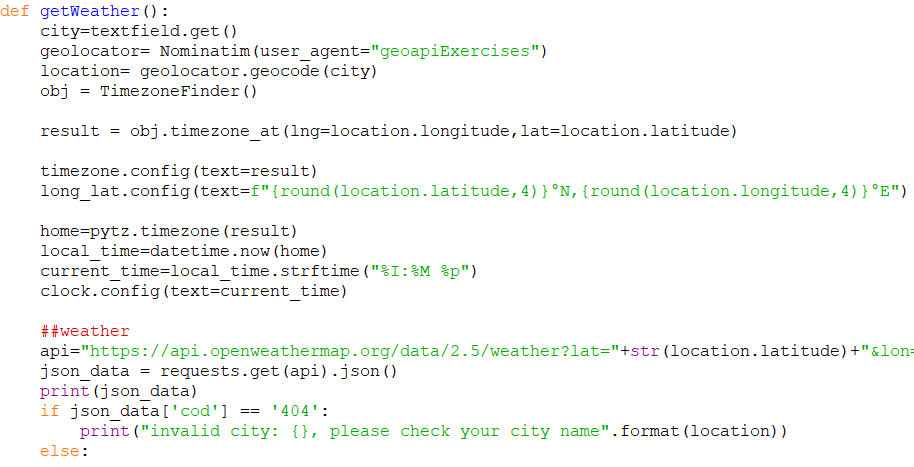 def getWeather():
    city=textfield.get()
    geolocator= Nominatim(user_agent="geoapiExercises")
    location= geolocator.geocode(city)
    obj = TimezoneFinder()
    result = obj.timezone_at(lng=location.longitude,lat=location.latitude)
    timezone.config(text=result)
    long_lat.config(text=f"{round(location.latitude,4)}°N,{round(location.longitude,4)}°E")
    home=pytz.timezone(result)
    local_time=datetime.now(home)
    current_time=local_time.strftime("%I:%M %p")
    clock.config(text=current_time)
    ##weather
    api="https://api.openweathermap.org/data/2.5/weather?lat="+str(location.latitude)+"&lon=
    json_data = requests.get(api).json()
    print(json_data)
    if json_data['cod'] == '404':
        print("invalid city: {}, please check your city name".format(location))
    else: